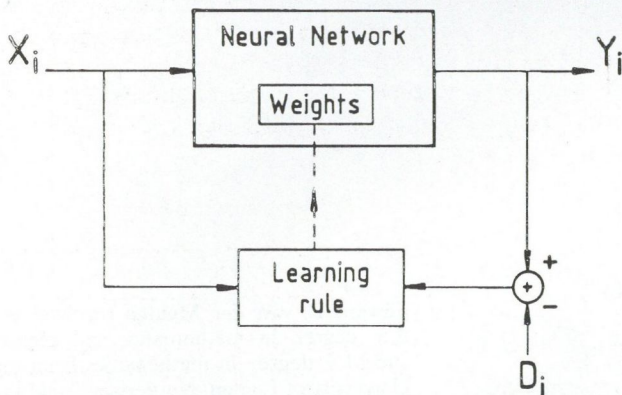 Neural Network
Xi
Yi
Weights
Learning
rule
+
+
−
Di